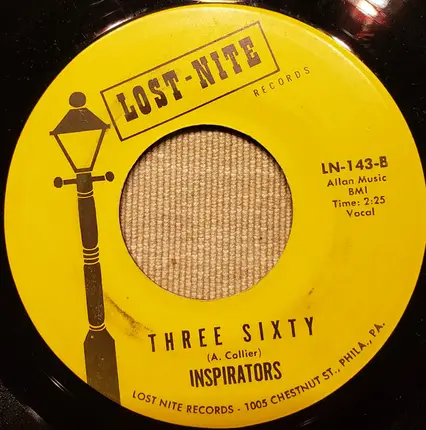 LOST-NITE
RECORDS
LN-143-B
Allan Music
BMI
Time: 2:25
Vocal
THREE SIXTY
(A. Collier)
INSPIRATORS
LOST NITE RECORDS - 1005 CHESTNUT ST., PHILA., PA.